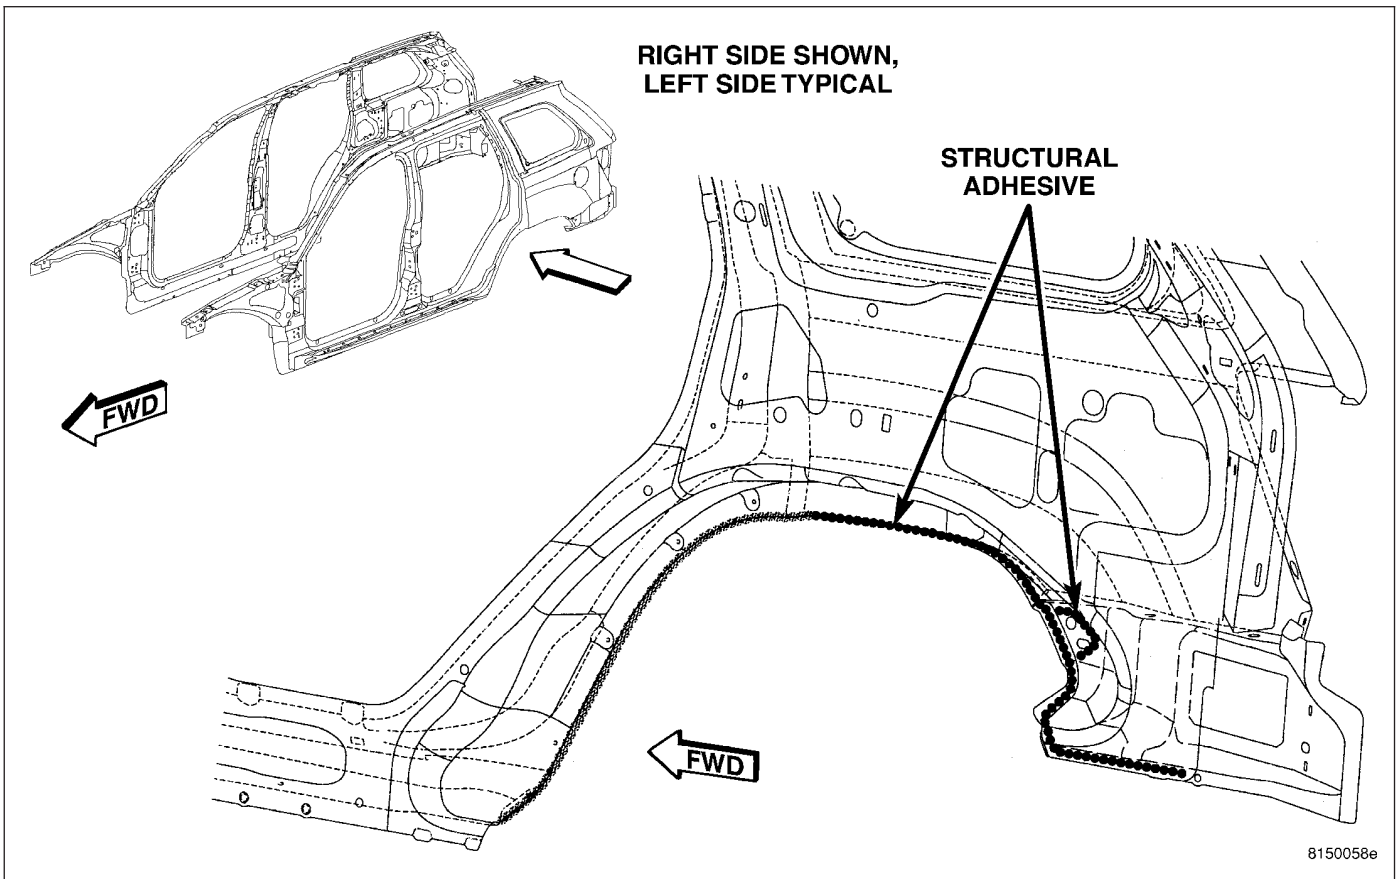 RIGHT SIDE SHOWN,
LEFT SIDE TYPICAL
STRUCTURAL
ADHESIVE
FWD
FWD
8150058e